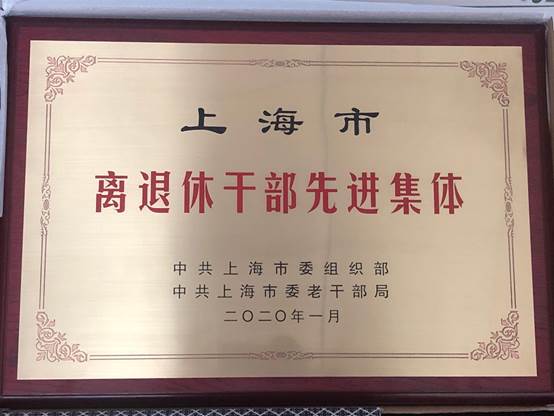 上海市
离退休干部先进集体
中共上海市委组织部
中共上海市委老干部局
二〇二〇年一月